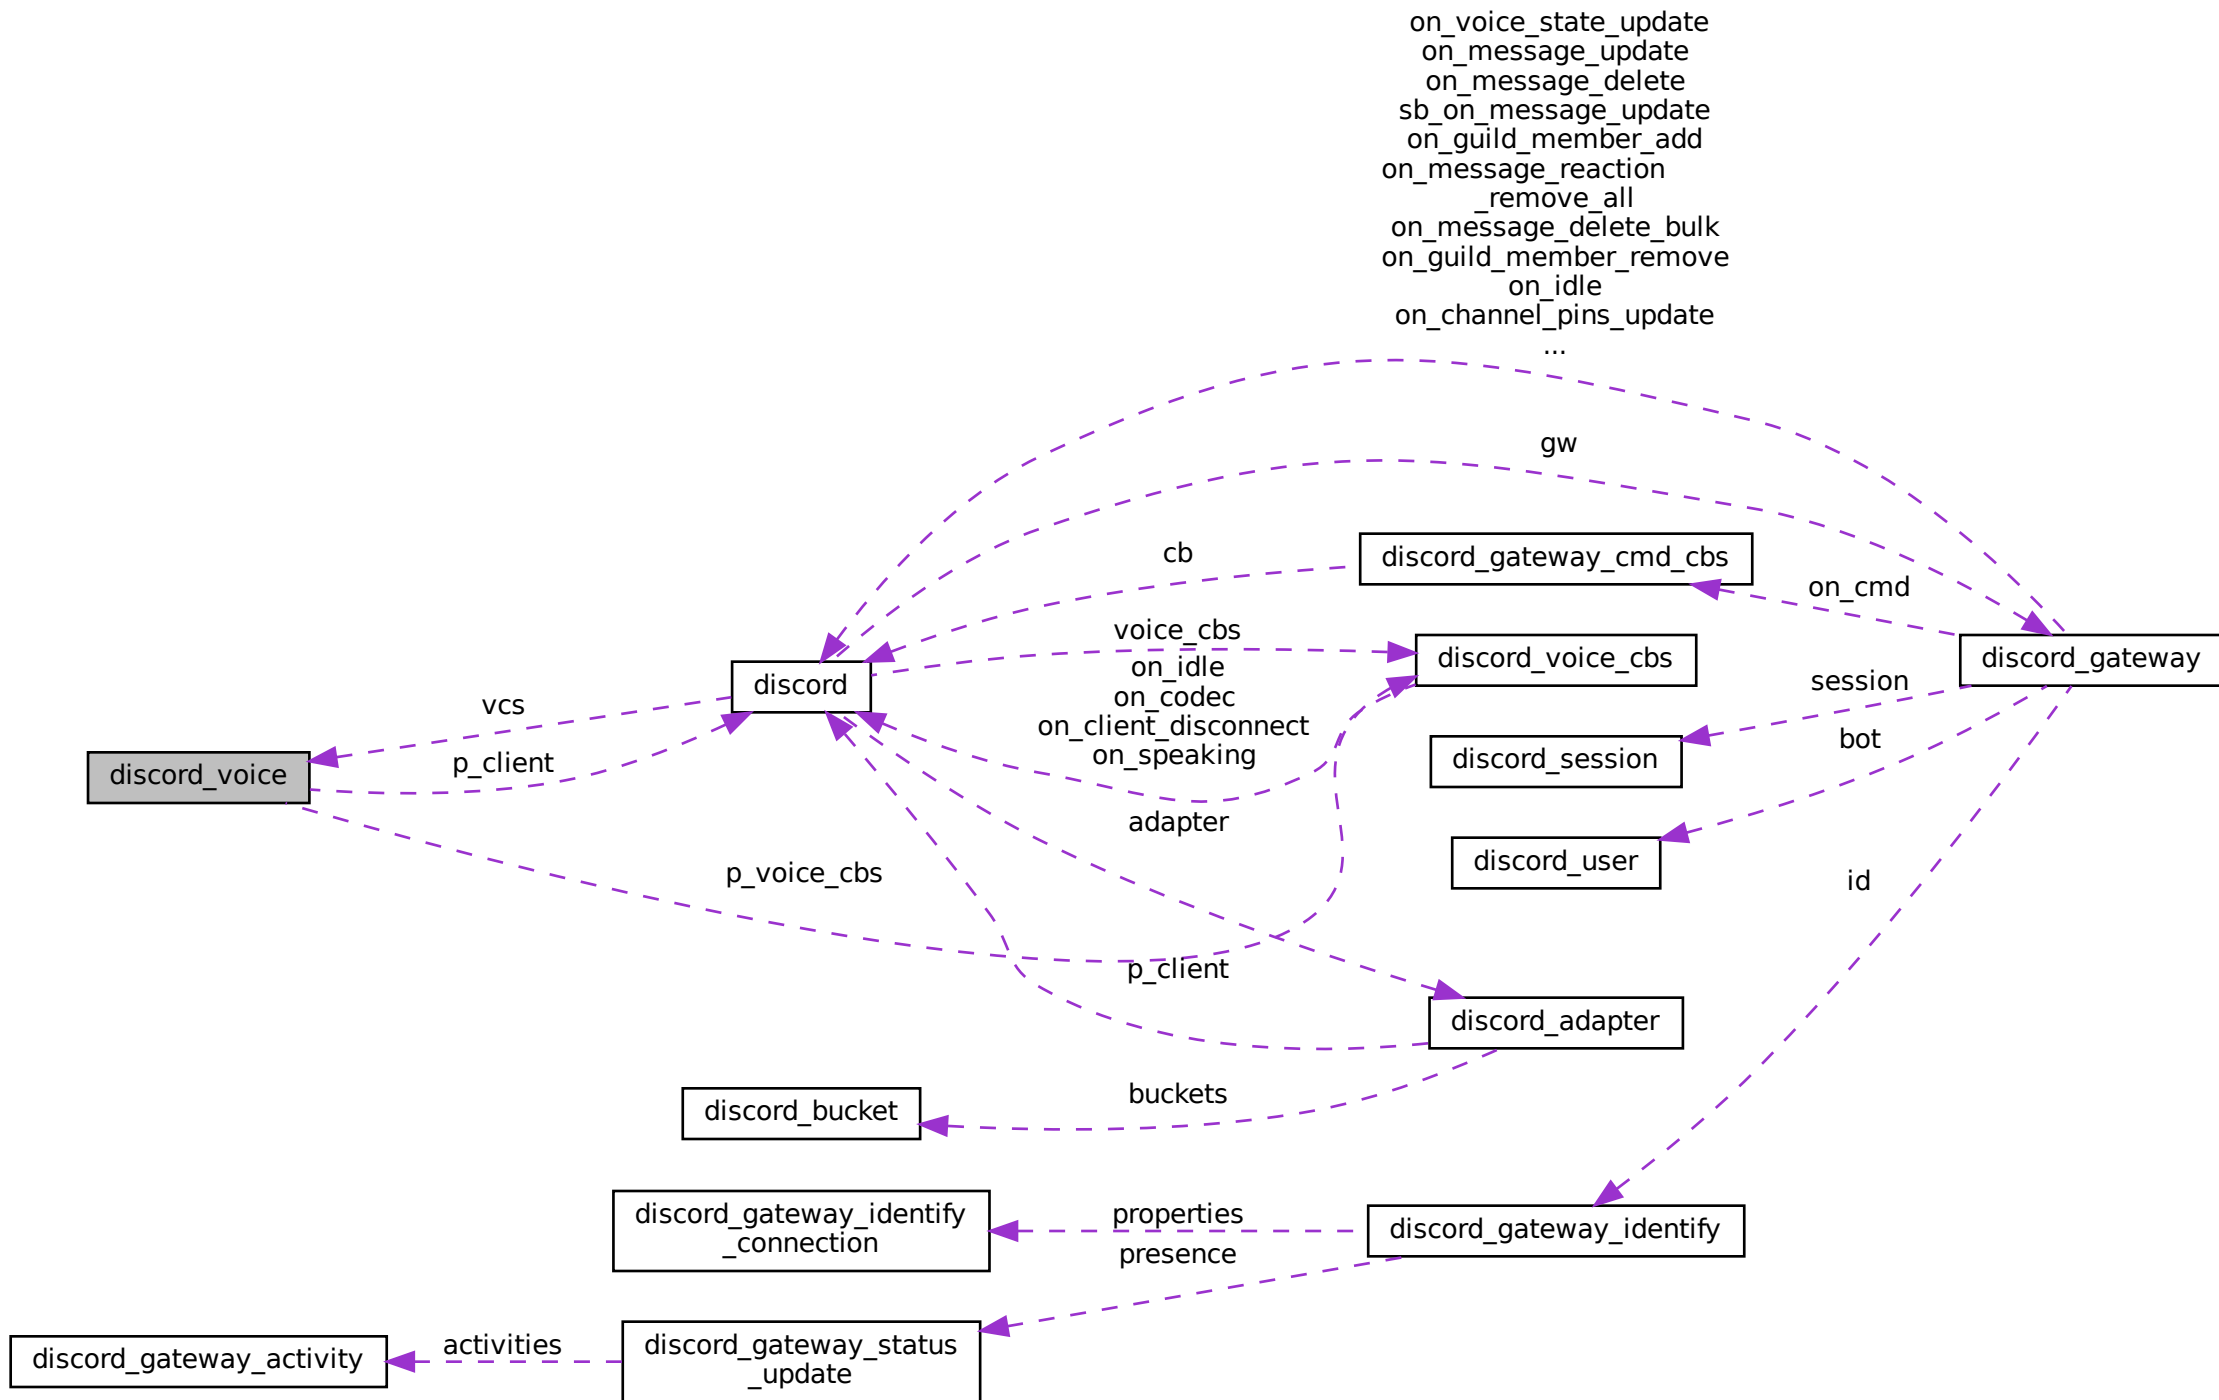 on_voice_state_update
on_message_update
on_message_delete
sb_on_message_update
on_guild_member_add
on_message_reaction
_remove_all
on_message_delete_bulk
on_guild_member_remove
on_idle
on_channel_pins_update
...
gw
cb
discord_gateway_cmd_cbs
on_cmd
voice_cbs
discord_voice_cbs
discord_gateway
discord
on_idle
on_codec
on_client_disconnect
on_speaking
session
vcs
discord_session
bot
p_client
discord_voice
adapter
discord_user
p_voice_cbs
id
p_client
discord_adapter
buckets
discord_bucket
discord_gateway_identify
_connection
properties
discord_gateway_identify
presence
activities
discord_gateway_activity
discord_gateway_status
_update